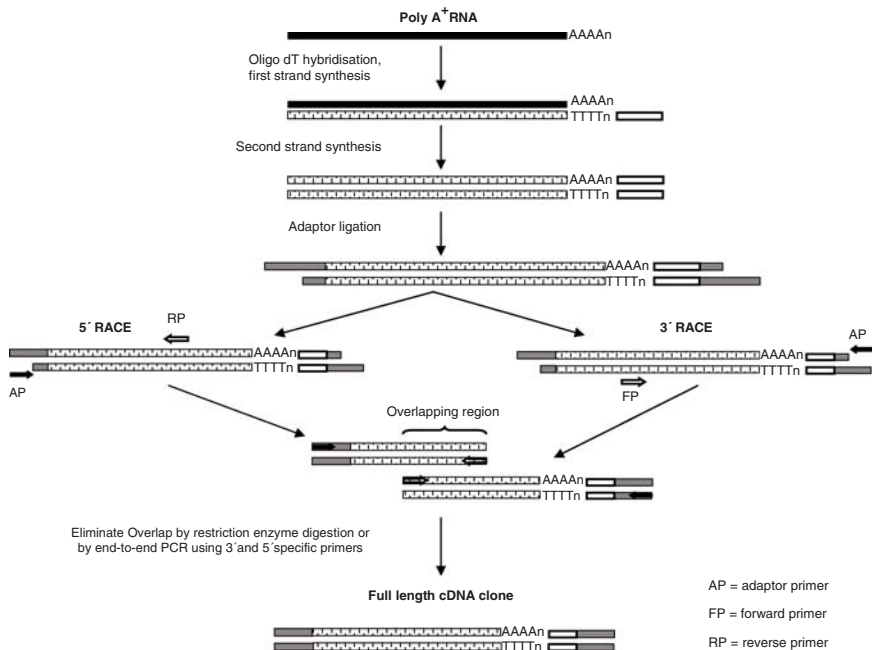 Poly A+RNA
AAAAn
Oligo dT hybridisation,
first strand synthesis
AAAAn
TTTTn
Second strand synthesis
AAAAn
TTTTn
Adaptor ligation
AAAAn
TTTTn
5´ RACE
RP
AAAAn
TTTTn
AP
3´ RACE
AP
AAAAn
TTTTn
FP
Overlapping region
AAAAn
TTTTn
Eliminate Overlap by restriction enzyme digestion or
by end-to-end PCR using 3´and 5´specific primers
Full length cDNA clone
AAAAn
TTTTn
AP = adaptor primer
FP = forward primer
RP = reverse primer